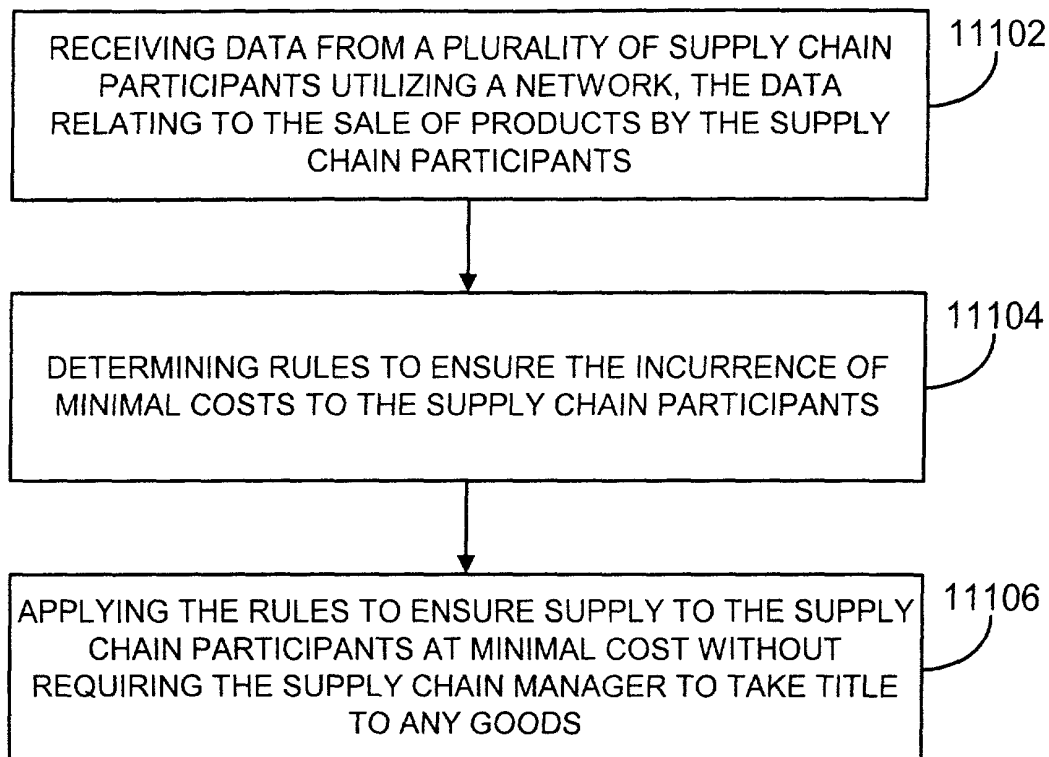 RECEIVING DATA FROM A PLURALITY OF SUPPLY CHAIN
PARTICIPANTS UTILIZING A NETWORK, THE DATA
RELATING TO THE SALE OF PRODUCTS BY THE SUPPLY
CHAIN PARTICIPANTS
11102
DETERMINING RULES TO ENSURE THE INCURRENCE OF
MINIMAL COSTS TO THE SUPPLY CHAIN PARTICIPANTS
11104
APPLYING THE RULES TO ENSURE SUPPLY TO THE SUPPLY
CHAIN PARTICIPANTS AT MINIMAL COST WITHOUT
REQUIRING THE SUPPLY CHAIN MANAGER TO TAKE TITLE
TO ANY GOODS
11106